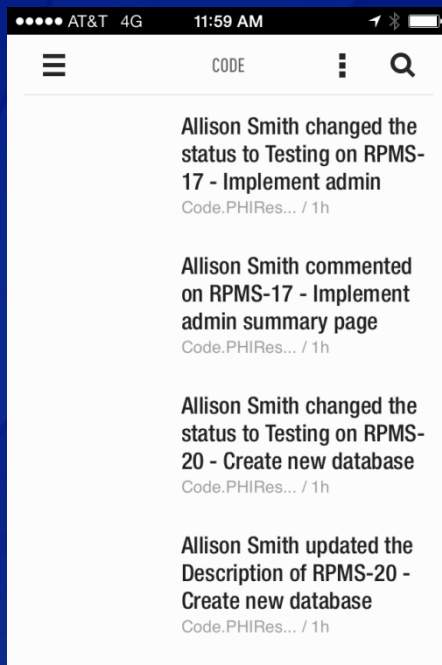 AT&T 4G 11:59 AM
CODE
Allison Smith changed the
status to Testing on RPMS-
17 - Implement admin
Code.PHIRes... / 1h
Allison Smith commented
on RPMS-17 - Implement
admin summary page
Code.PHIRes... / 1h
Allison Smith changed the
status to Testing on RPMS-
20 - Create new database
Code.PHIRes... / 1h
Allison Smith updated the
Description of RPMS-20 -
Create new database
Code.PHIRes... / 1h